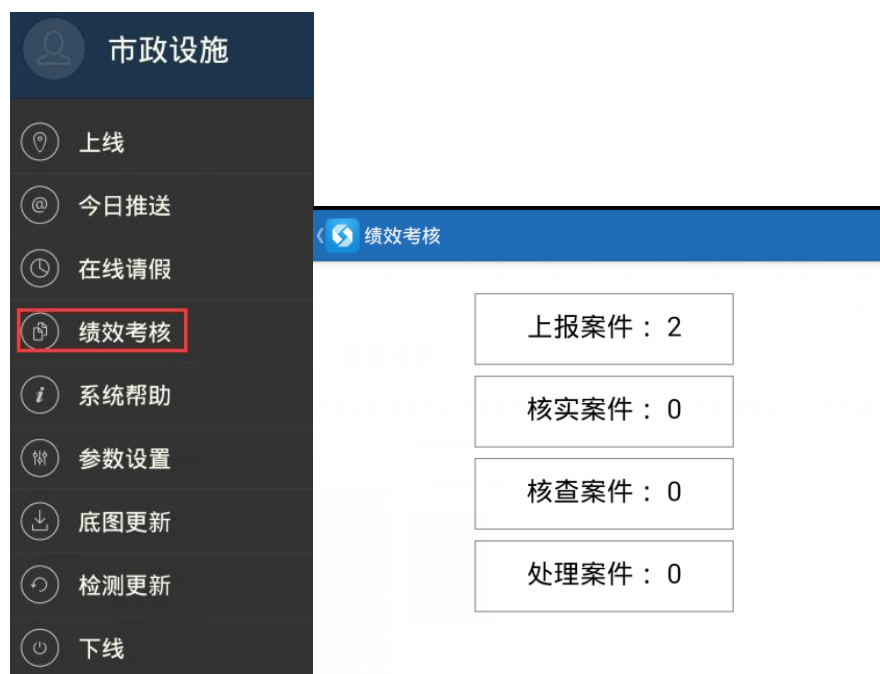 市政设施
上线
今日推送
在线请假
绩效考核
系统帮助
参数设置
底图更新
检测更新
下线
绩效考核
上报案件：2
核实案件：0
核查案件：0
处理案件：0